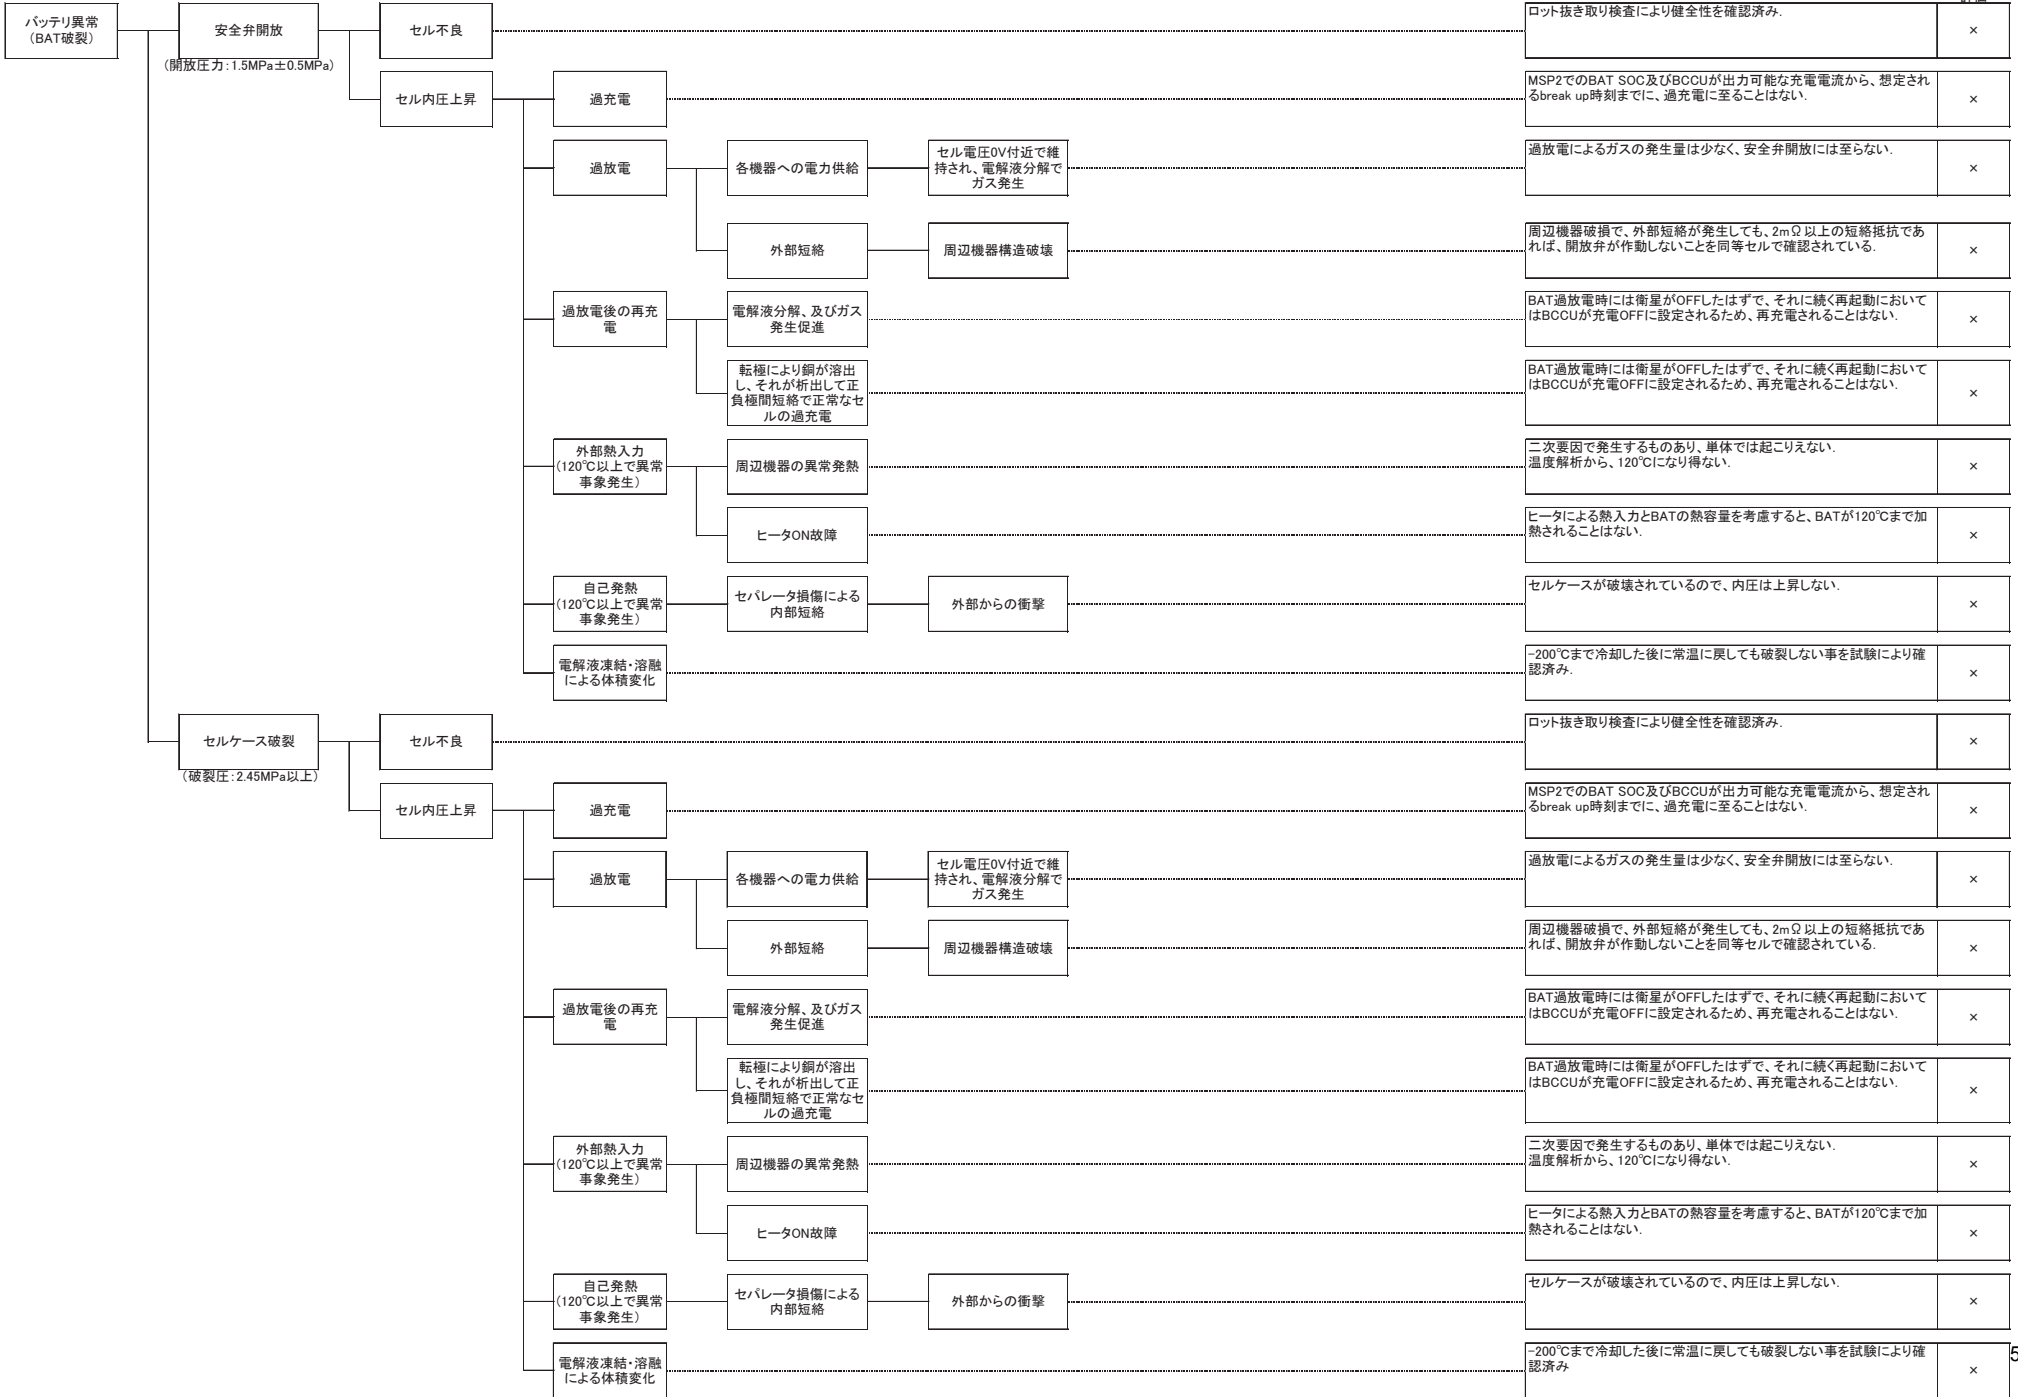 評価
バッテリ異常
(BAT破裂)
安全弁開放
(開放圧力：1.5MPa±0.5MPa)
セル不良
ロット抜き取り検査により健全性を確認済み.
×
セル内圧上昇
過充電
MSP2でのBAT SOC及びBCCUが出力可能な充電電流から、想定され
るbreak up時刻までに、過充電に至ることはない.
×
過放電
各機器への電力供給
セル電圧0V付近で維
持され、電解液分解で
ガス発生
過放電によるガスの発生量は少なく、安全弁開放には至らない.
×
外部短絡
周辺機器構造破壊
周辺機器破損で、外部短絡が発生しても、2mΩ以上の短絡抵抗であ
れば、開放弁が作動しないことを同等セルで確認されている.
×
過放電後の再充
電
電解液分解、及びガス
発生促進
BAT過放電時には衛星がOFFしたはずで、それに続く再起動において
はBCCUが充電OFFに設定されるため、再充電されることはない.
×
転極により銅が溶出
し、それが析出して正
負極間短絡で正常なセ
ルの過充電
BAT過放電時には衛星がOFFしたはずで、それに続く再起動において
はBCCUが充電OFFに設定されるため、再充電されることはない.
×
外部熱入力
(120℃以上で異常
事象発生)
周辺機器の異常発熱
二次要因で発生するものあり、単体では起こりえない.
温度解析から、120℃になり得ない.
×
ヒータON故障
ヒータによる熱入力とBATの熱容量を考慮すると、BATが120℃まで加
熱されることはない.
×
自己発熱
(120℃以上で異常
事象発生)
セパレータ損傷による
内部短絡
外部からの衝撃
セルケースが破壊されているので、内圧は上昇しない.
×
電解液凍結・溶融
による体積変化
-200℃まで冷却した後に常温に戻しても破裂しない事を試験により確
認済み.
×
セルケース破裂
(破裂圧：2.45MPa以上)
セル不良
ロット抜き取り検査により健全性を確認済み.
×
セル内圧上昇
過充電
MSP2でのBAT SOC及びBCCUが出力可能な充電電流から、想定され
るbreak up時刻までに、過充電に至ることはない.
×
過放電
各機器への電力供給
セル電圧0V付近で維
持され、電解液分解で
ガス発生
過放電によるガスの発生量は少なく、安全弁開放には至らない.
×
外部短絡
周辺機器構造破壊
周辺機器破損で、外部短絡が発生しても、2mΩ以上の短絡抵抗であ
れば、開放弁が作動しないことを同等セルで確認されている.
×
過放電後の再充
電
電解液分解、及びガス
発生促進
BAT過放電時には衛星がOFFしたはずで、それに続く再起動において
はBCCUが充電OFFに設定されるため、再充電されることはない.
×
転極により銅が溶出
し、それが析出して正
負極間短絡で正常なセ
ルの過充電
BAT過放電時には衛星がOFFしたはずで、それに続く再起動において
はBCCUが充電OFFに設定されるため、再充電されることはない.
×
外部熱入力
(120℃以上で異常
事象発生)
周辺機器の異常発熱
二次要因で発生するものあり、単体では起こりえない.
温度解析から、120℃になり得ない.
×
ヒータON故障
ヒータによる熱入力とBATの熱容量を考慮すると、BATが120℃まで加
熱されることはない.
×
自己発熱
(120℃以上で異常
事象発生)
セパレータ損傷による
内部短絡
外部からの衝撃
セルケースが破壊されているので、内圧は上昇しない.
×
電解液凍結・溶融
による体積変化
-200℃まで冷却した後に常温に戻しても破裂しない事を試験により確
認済み
×
5